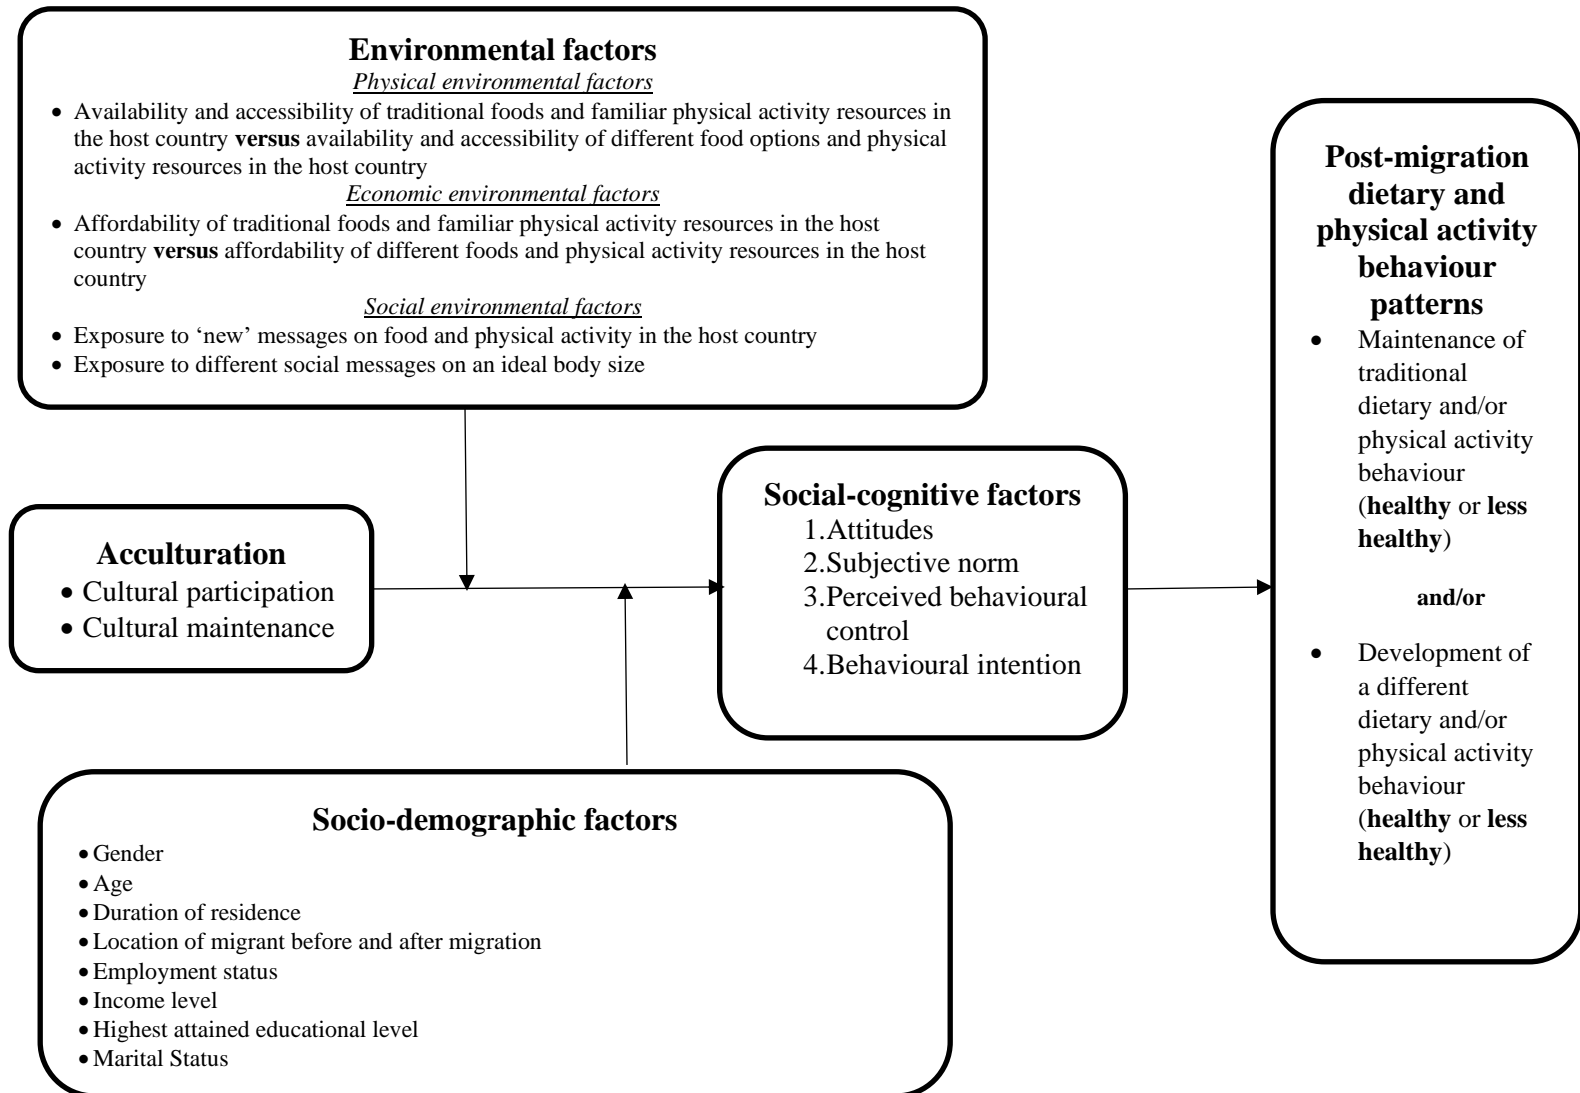 Environmental factors
Physical environmental factors
• Availability and accessibility of traditional foods and familiar physical activity resources in
the host country versus availability and accessibility of different food options and physical
activity resources in the host country
Economic environmental factors
• Affordability of traditional foods and familiar physical activity resources in the host
country versus affordability of different foods and physical activity resources in the host
country
Social environmental factors
• Exposure to ‘new’ messages on food and physical activity in the host country
• Exposure to different social messages on an ideal body size
Acculturation
• Cultural participation
• Cultural maintenance
Social-cognitive factors
1.Attitudes
2.Subjective norm
3.Perceived behavioural
control
4.Behavioural intention
Socio-demographic factors
• Gender
• Age
• Duration of residence
• Location of migrant before and after migration
• Employment status
• Income level
• Highest attained educational level
• Marital Status
Post-migration
dietary and
physical activity
behaviour
patterns
• Maintenance of
traditional
dietary and/or
physical activity
behaviour
(healthy or less
healthy)
and/or
• Development of
a different
dietary and/or
physical activity
behaviour
(healthy or less
healthy)